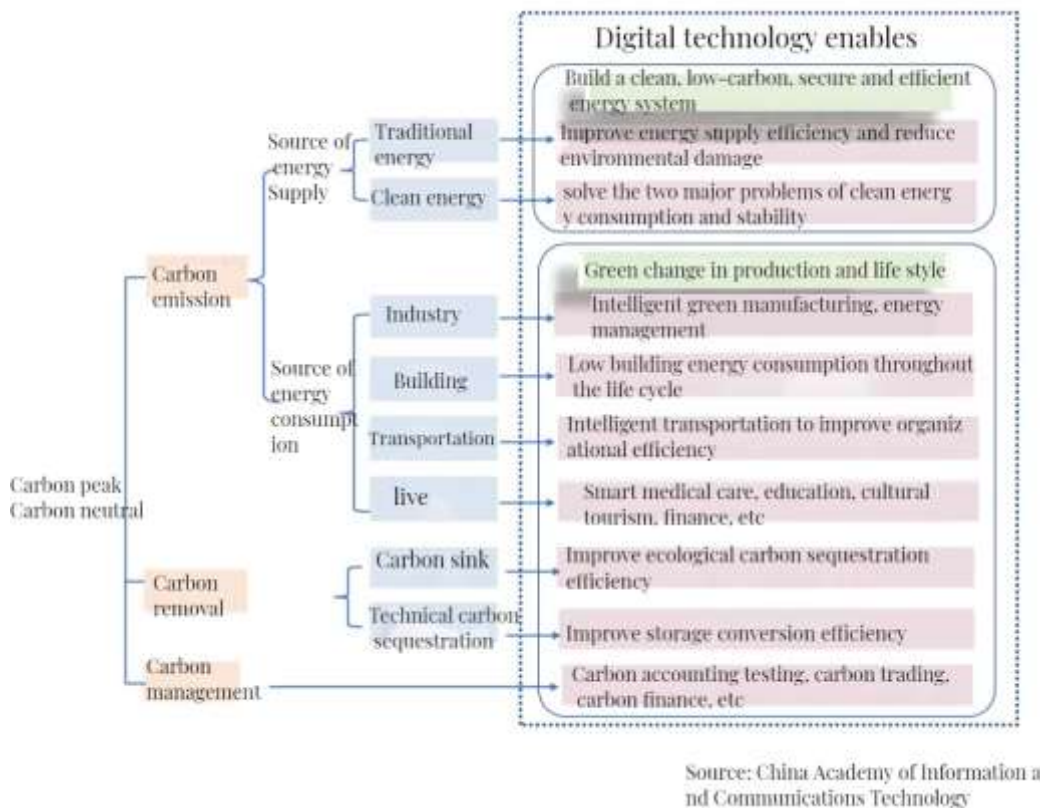 Digital technology enables
Build a clean, low-carbon, secure and efficient
energy system
Source of
energy
Supply
Traditional
energy
Improve energy supply efficiency and reduce
environmental damage
Clean energy
solve the two major problems of clean energ
y consumption and stability
Carbon
emission
Green change in production and life style
Industry
Intelligent green manufacturing, energy
management
Source of
energy
consumpt
ion
Building
Low building energy consumption throughout
the life cycle
Transportation
Intelligent transportation to improve organiz
ational efficiency
Carbon peak
Carbon neutral
live
Smart medical care, education, cultural
tourism, finance, etc
Carbon
removal
Carbon sink
Improve ecological carbon sequestration
efficiency
Technical carbon
sequestration
Improve storage conversion efficiency
Carbon
management
Carbon accounting testing, carbon trading,
carbon finance, etc
Source: China Academy of Information a
nd Communications Technology